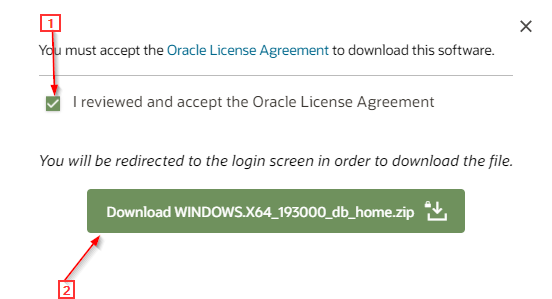 1
You must accept the Oracle License Agreement to download this software.
I reviewed and accept the Oracle License Agreement
You will be redirected to the login screen in order to download the file.
Download WINDOWS.X64_193000_db_home.zip
2